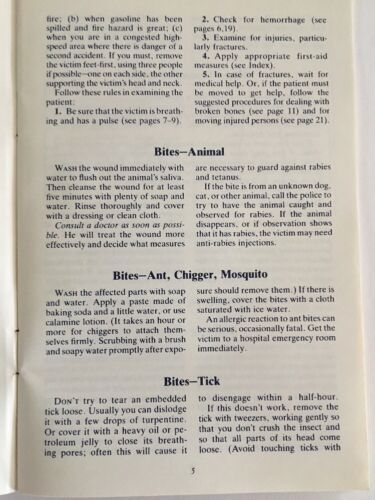 fire; (b) when gasoline has been
spilled and fire hazard is great; (c)
when you are in a congested high-
speed area where there is danger of a
second accident. If you must, remove
the victim feet-first, using three people
if possible—one on each side, the other
supporting the victim's head and neck.
Follow these rules in examining the
patient:
1. Be sure that the victim is breath-
ing and has a pulse (see pages 7–9).
2. Check for hemorrhage (see
pages 6,19).
3. Examine for injuries, particu-
larly fractures.
4. Apply appropriate first-aid
measures (see Index).
5. In case of fractures, wait for
medical help. Or, if the patient must
be moved to get help, follow the
suggested procedures for dealing with
broken bones (see page 11) and for
moving injured persons (see page 21).
Bites—Animal
WASH the wound immediately with
water to flush out the animal's saliva.
Then cleanse the wound for at least
five minutes with plenty of soap and
water. Rinse thoroughly and cover
with a dressing or clean cloth.
Consult a doctor as soon as possi-
ble. He will treat the wound more
effectively and decide what measures
are necessary to guard against rabies
and tetanus.
If the bite is from an unknown dog,
cat, or other animal, call the police to
try to have the animal caught and
observed for rabies. If the animal
disappears, or if observation shows
that it has rabies, the victim may need
anti-rabies injections.
Bites—Ant, Chigger, Mosquito
WASH the affected parts with soap
and water. Apply a paste made of
baking soda and a little water, or use
calamine lotion. (It takes an hour or
more for chiggers to attach them-
selves firmly. Scrubbing with a brush
and soapy water promptly after expo-
sure should remove them.) If there is
swelling, cover the bites with a cloth
saturated with ice water.
An allergic reaction to ant bites can
be serious, occasionally fatal. Get the
victim to a hospital emergency room
immediately.
Bites—Tick
DON'T try to tear an embedded
tick loose. Usually you can dislodge
it with a few drops of turpentine.
Or cover it with a heavy oil or pe-
troleum jelly to close its breath-
ing pores; often this will cause it
to disengage within a half-hour.
If this doesn't work, remove the
tick with tweezers, working gently so
that you don't crush the insect and
so that all parts of its head come
loose. (Avoid touching ticks with
5